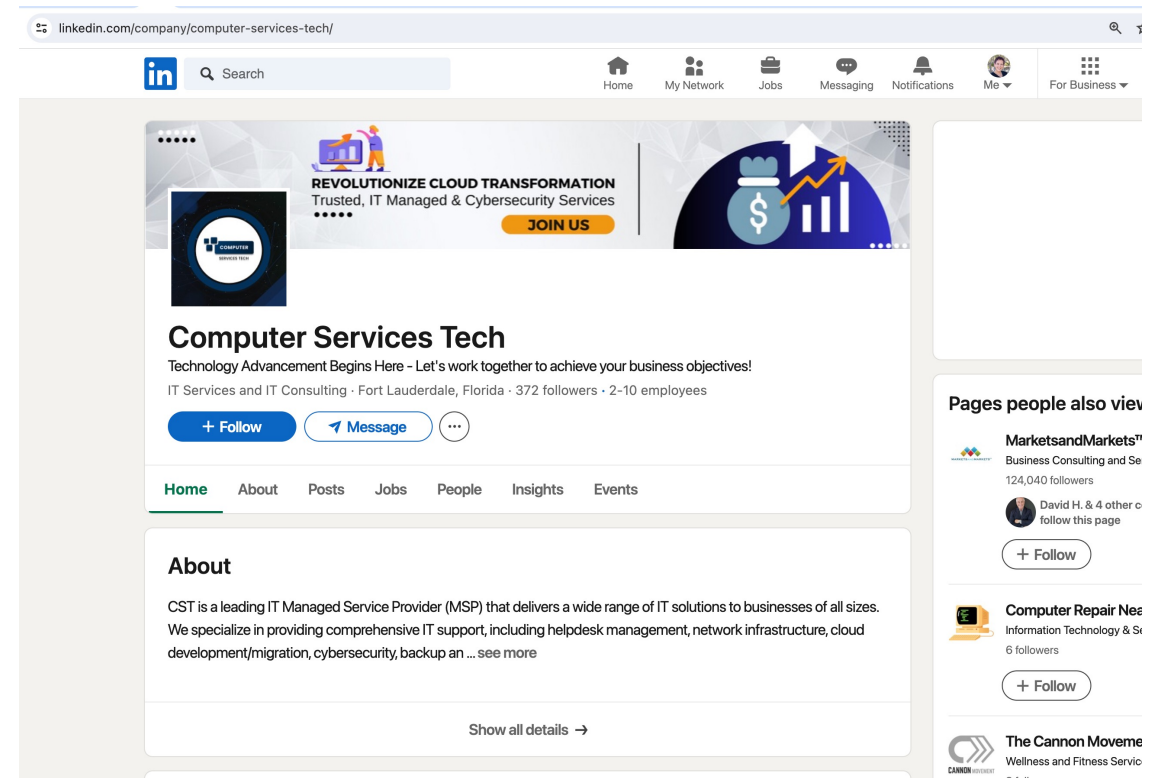 linkedin.com/company/computer-services-tech/
in
Search
Home
My Network
Jobs
Messaging
Notifications
Me
For Business
REVOLUTIONIZE CLOUD TRANSFORMATION
Trusted, IT Managed & Cybersecurity Services
JOIN US
$
COMPUTER
SERVICES TECH
Computer Services Tech
Technology Advancement Begins Here - Let's work together to achieve your business objectives!
IT Services and IT Consulting · Fort Lauderdale, Florida · 372 followers · 2-10 employees
+ Follow
Message
Home
About
Posts
Jobs
People
Insights
Events
About
CST is a leading IT Managed Service Provider (MSP) that delivers a wide range of IT solutions to businesses of all sizes.
We specialize in providing comprehensive IT support, including helpdesk management, network infrastructure, cloud
development/migration, cybersecurity, backup an ... see more
Show all details →
Pages people also
MarketsandMarkets™
Business Consulting and
124,040 followers
David H. & 4 other
follow this page
+ Follow
Computer Repair
Information Technology &
6 followers
+ Follow
The Cannon
Wellness and Fitness
CANNON MOVEMENT